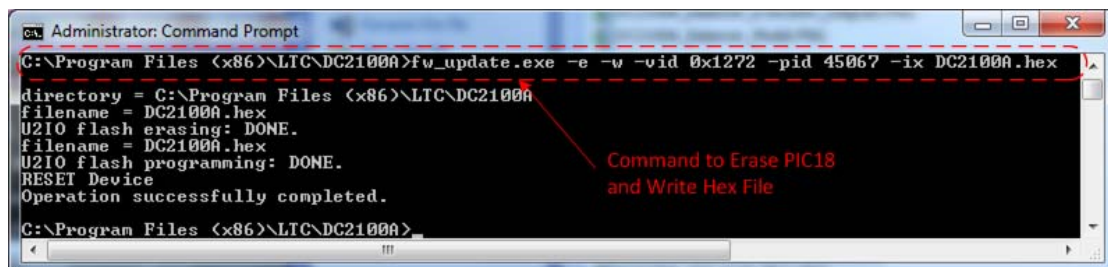 Administrator: Command Prompt
C:\Program Files (x86)\LTC\DC2100A>fw_update.exe -e -w -vid 0x1272 -pid 45067 -ix DC2100A.hex
directory = C:\Program Files (x86)\LTC\DC2100A
filename = DC2100A.hex
U2IO flash erasing: DONE.
filename = DC2100A.hex
U2IO flash programming: DONE.
RESET Device
Operation successfully completed.
Command to Erase PIC18
and Write Hex File
C:\Program Files (x86)\LTC\DC2100A>_